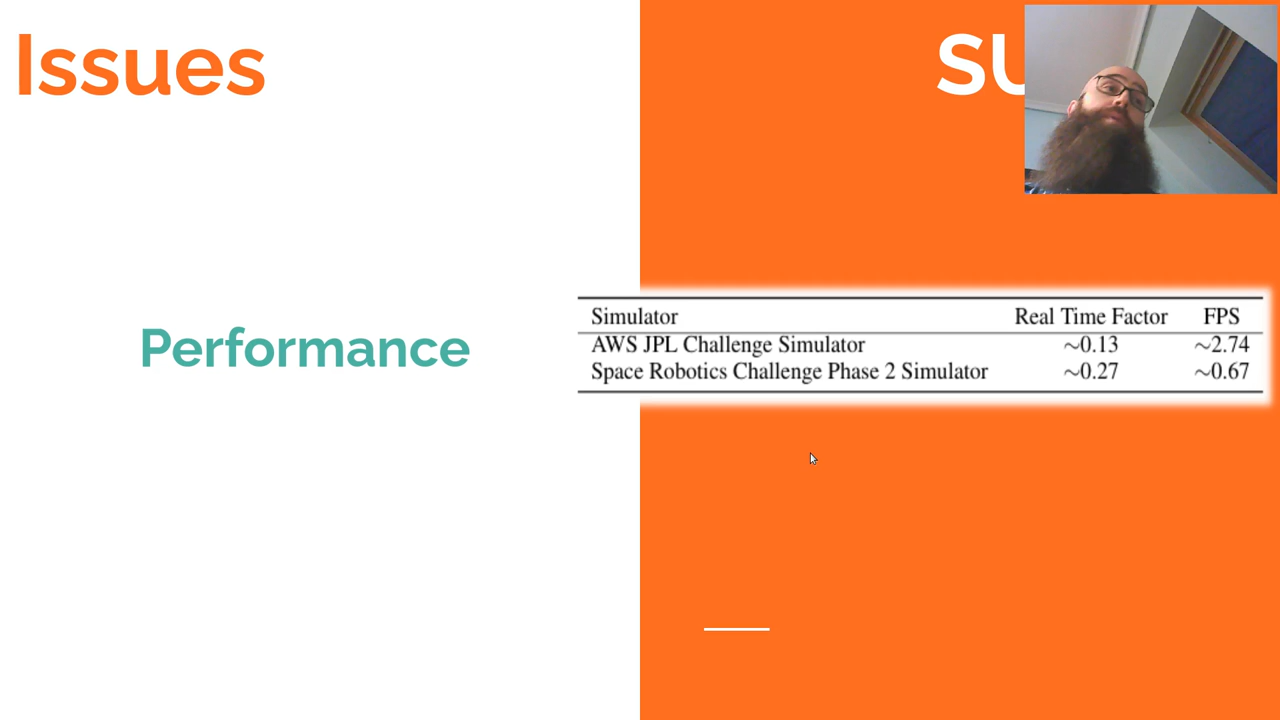 Issues
Performance
Simulator Real Time Factor FPS
AWS JPL Challenge Simulator ~0.13 ~2.74
Space Robotics Challenge Phase 2 Simulator ~0.27 ~0.67